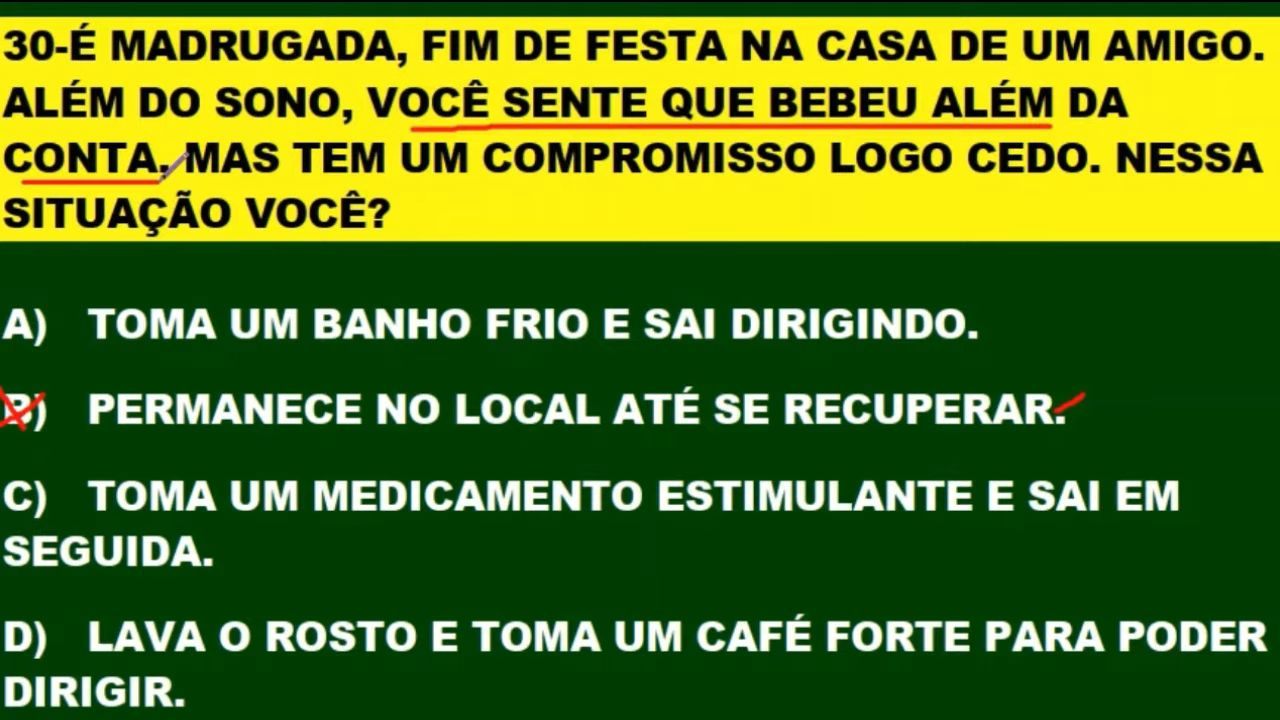 30-É MADRUGADA, FIM DE FESTA NA CASA DE UM AMIGO.
ALÉM DO SONO, VOCÊ SENTE QUE BEBEU ALÉM DA
CONTA, MAS TEM UM COMPROMISSO LOGO CEDO. NESSA
SITUAÇÃO VOCÊ?
A) TOMA UM BANHO FRIO E SAI DIRIGINDO.
B) PERMANECE NO LOCAL ATÉ SE RECUPERAR.
C) TOMA UM MEDICAMENTO ESTIMULANTE E SAI EM
SEGUIDA.
D) LAVA O ROSTO E TOMA UM CAFÉ FORTE PARA PODER
DIRIGIR.